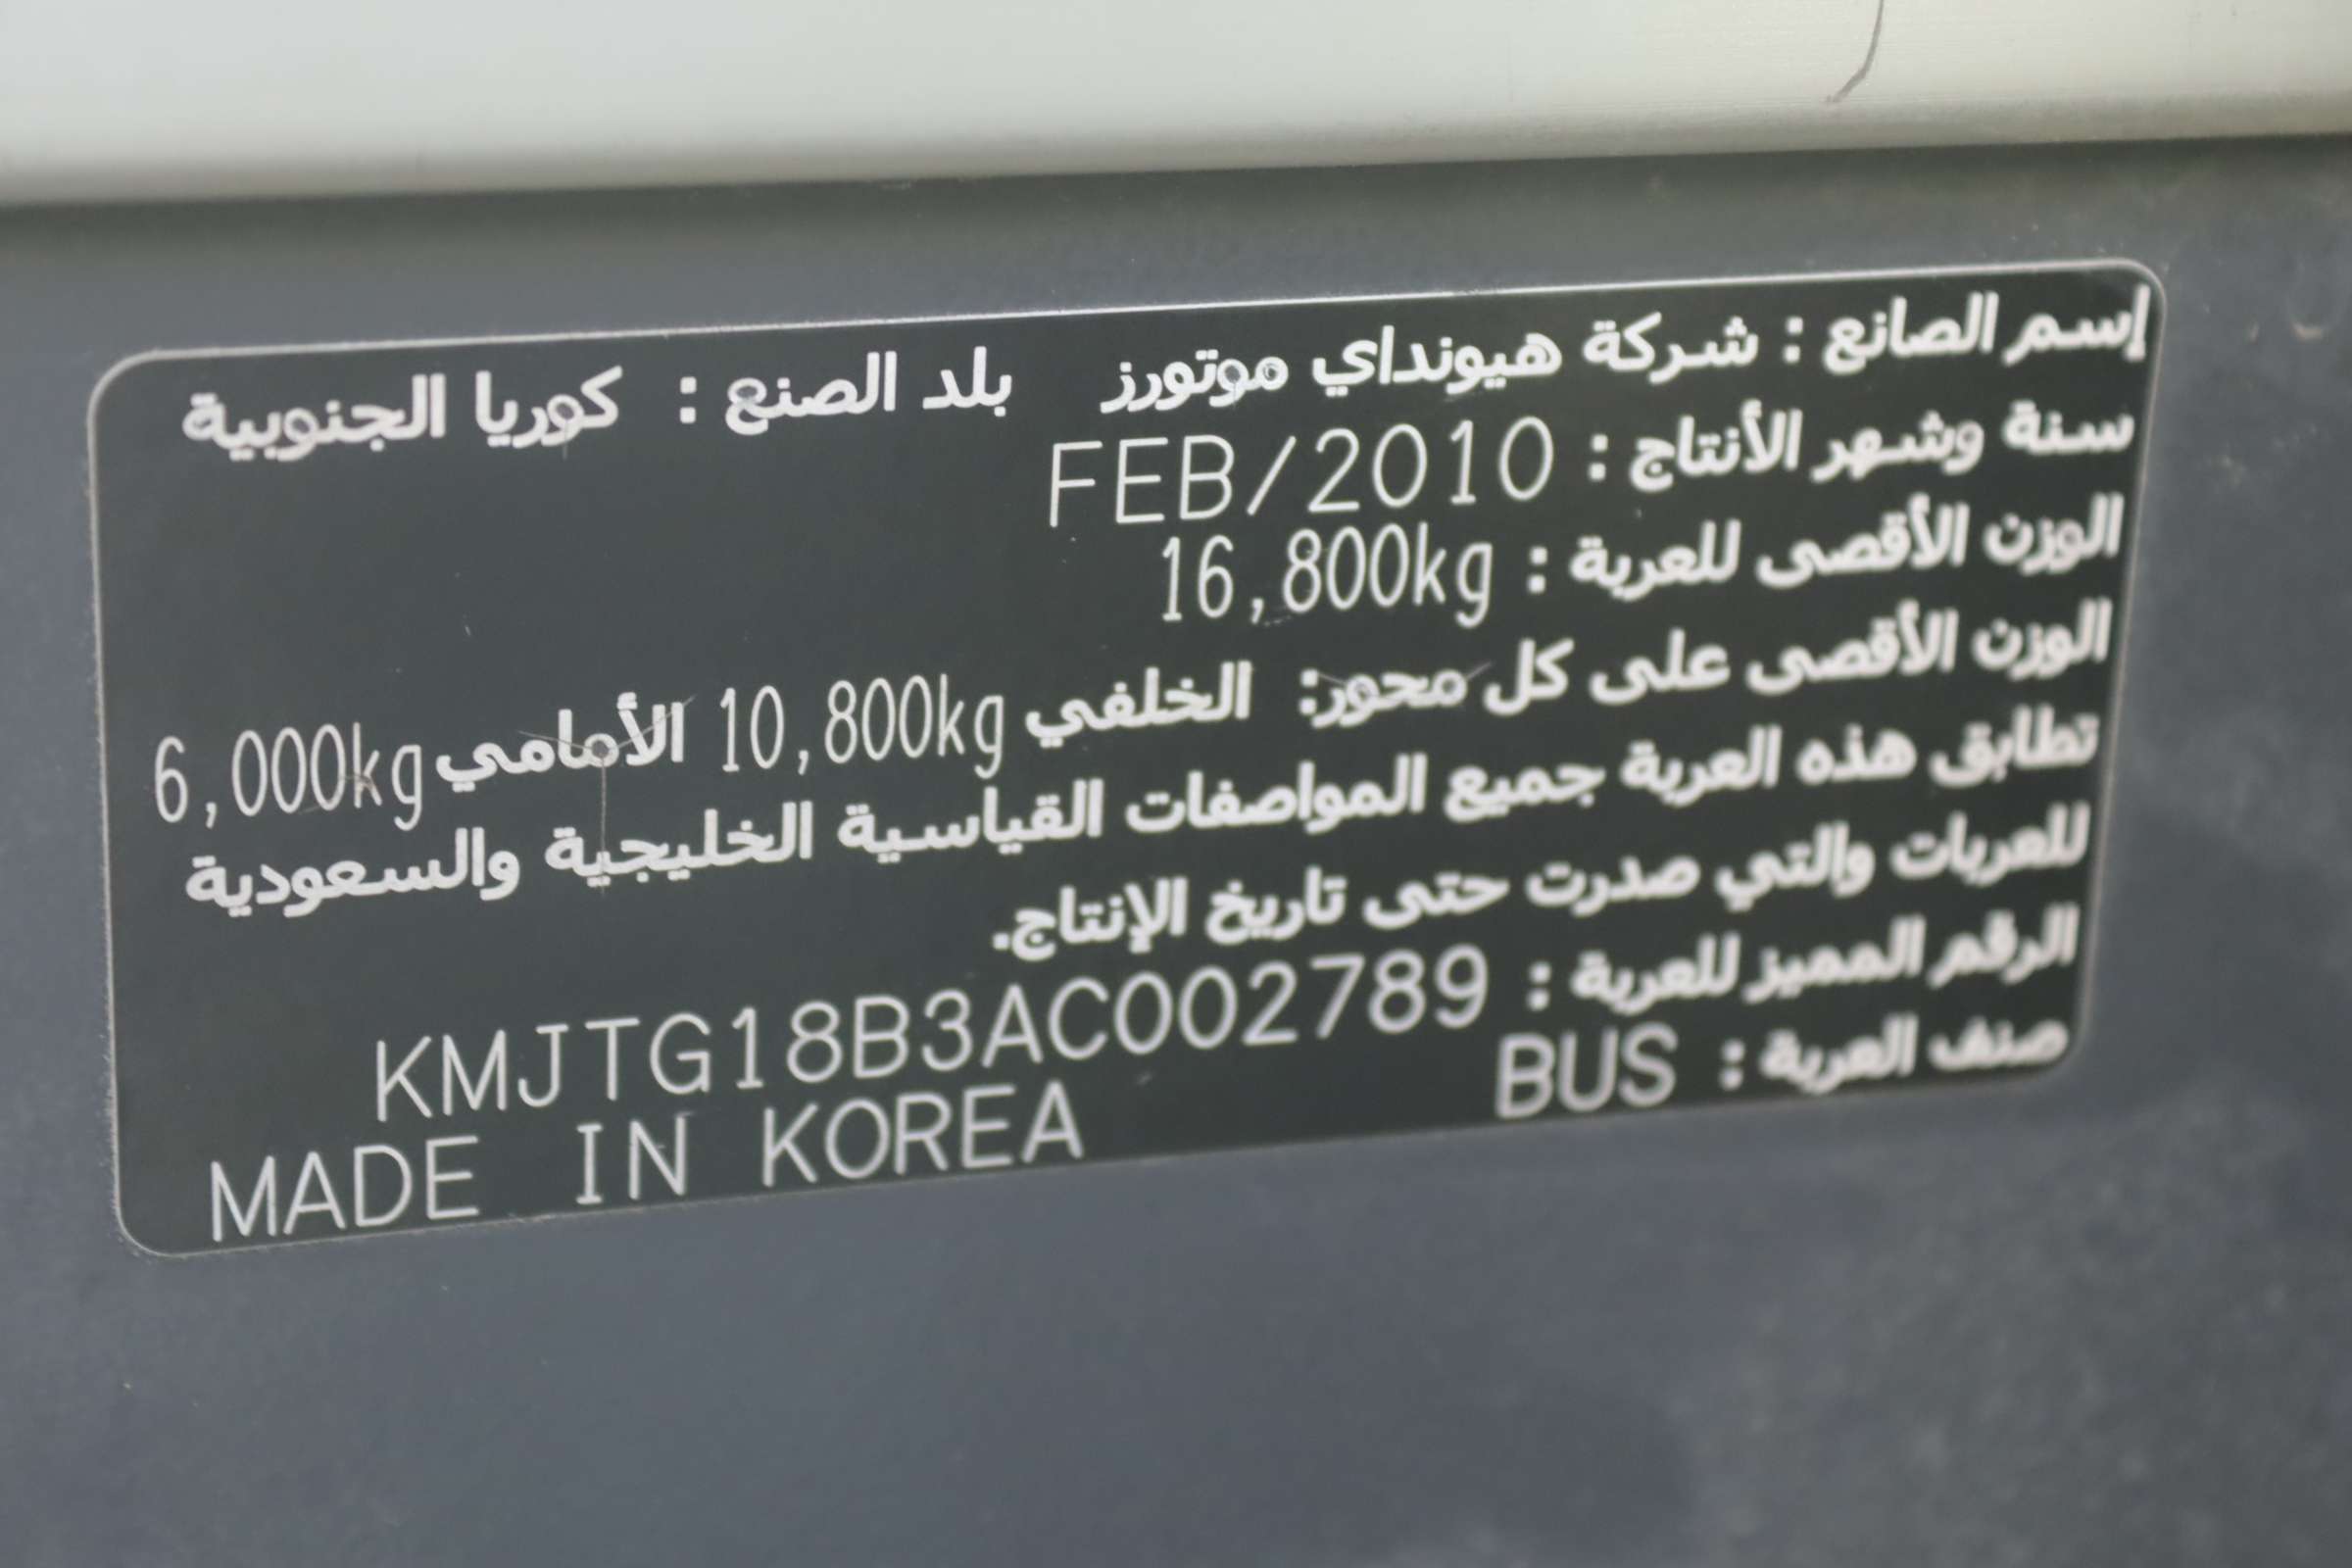 إسم الصانع : شركة هيونداي موتورز بلد الصنع : كوريا الجنوبية
سنة وشهر الأنتاج : FEB/2010
الوزن الأقصى للعربة : 16,800kg
الوزن الأقصى على كل محور: الخلفي 10,800kg الأمامي 6,000kg
تطابق هذه العربة جميع المواصفات القياسية الخليجية والسعودية
للعربات والتي صدرت حتى تاريخ الإنتاج.
الرقم المميز للعربة : KMJTG18B3AC002789
صنف العربة : BUS MADE IN KOREA